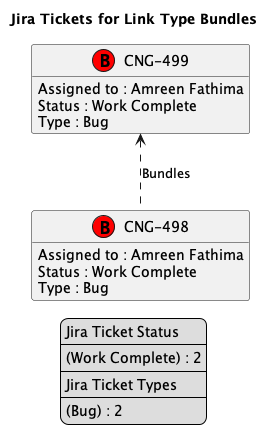 Jira Tickets for Link Type Bundles
B CNG-499
Assigned to : Amreen Fathima
Status : Work Complete
Type : Bug
Bundles
B CNG-498
Assigned to : Amreen Fathima
Status : Work Complete
Type : Bug
Jira Ticket Status
(Work Complete) : 2
Jira Ticket Types
(Bug) : 2